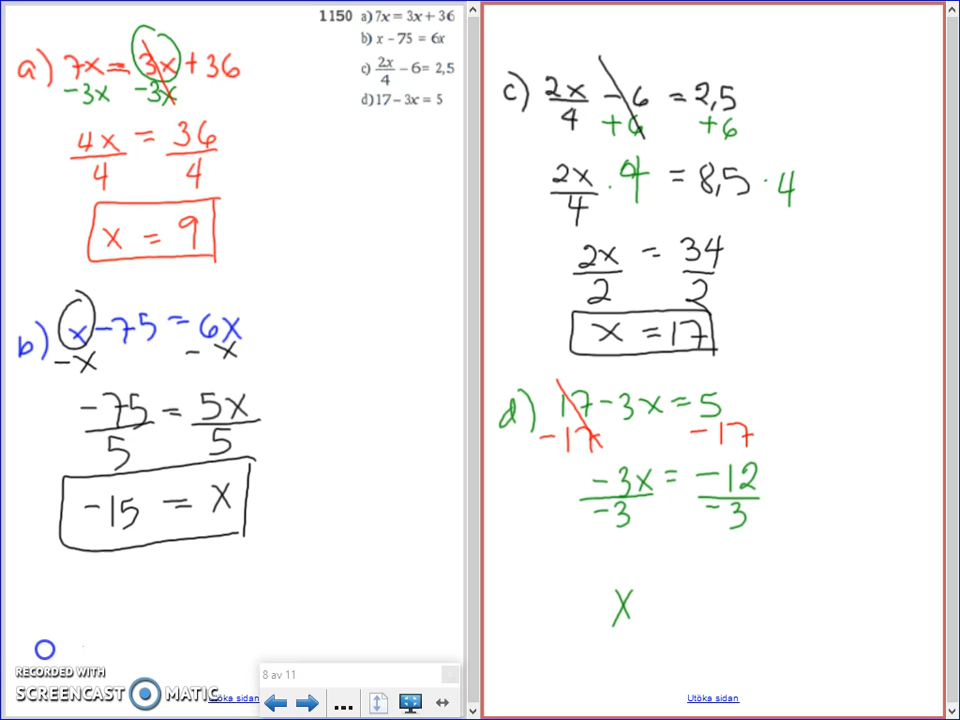 1150 a) 7x = 3x + 36
b) x - 75 = 6x
c) 2x/4 - 6 = 2,5
d) 17 - 3x = 5
a) 7x = 3x + 36
-3x -3x
4x/4 = 36/4
x = 9
b) x - 75 = 6x
-x -x
-75/5 = 5x/5
-15 = x
c) 2x/4 - 6 = 2,5
+6 +6
2x/4 · 4 = 8,5 · 4
2x/2 = 34/2
x = 17
d) 17 - 3x = 5
-17 -17
-3x/-3 = -12/-3
x
RECORDED WITH
SCREENCAST MATIC
8 av 11
Utöka sidan
Utöka sidan